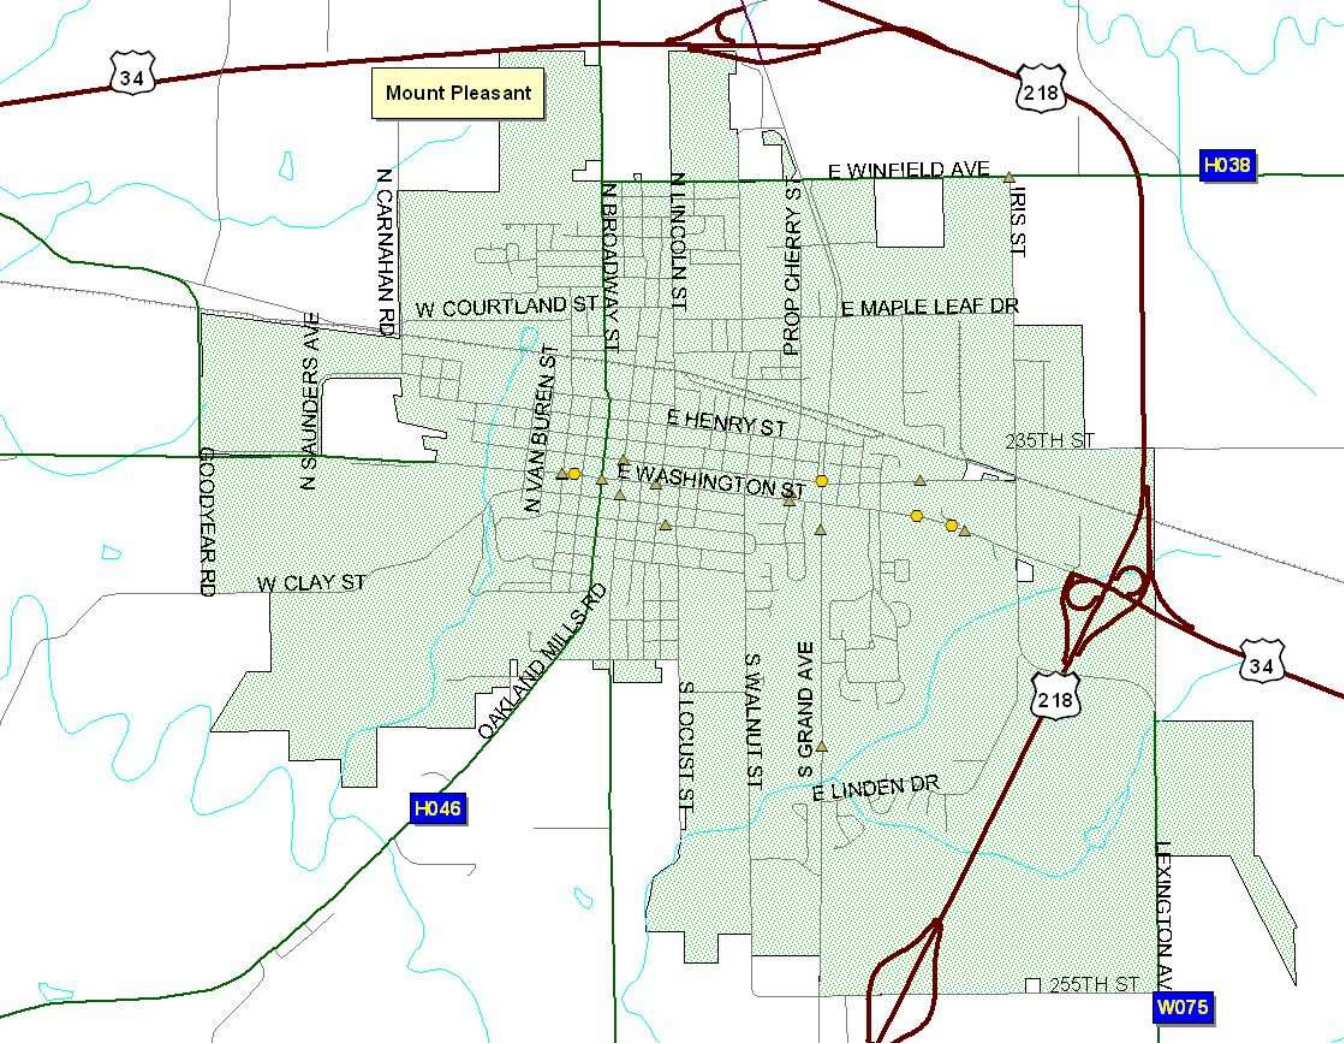 34
Mount Pleasant
218
H038
E WINFIELD AVE
N CARNAHAN RD
N BROADWAY ST
N LINCOLN ST
PROP CHERRY ST
IRIS ST
W COURTLAND ST
E MAPLE LEAF DR
N SAUNDERS AVE
N VAN BUREN ST
E HENRY ST
235TH ST
GOODYEAR RD
E WASHINGTON ST
W CLAY ST
OAKLAND MILLS RD
S LOCUST ST
S WALNUT ST
S GRAND AVE
34
218
E LINDEN DR
H046
LEXINGTON AV
255TH ST
W075